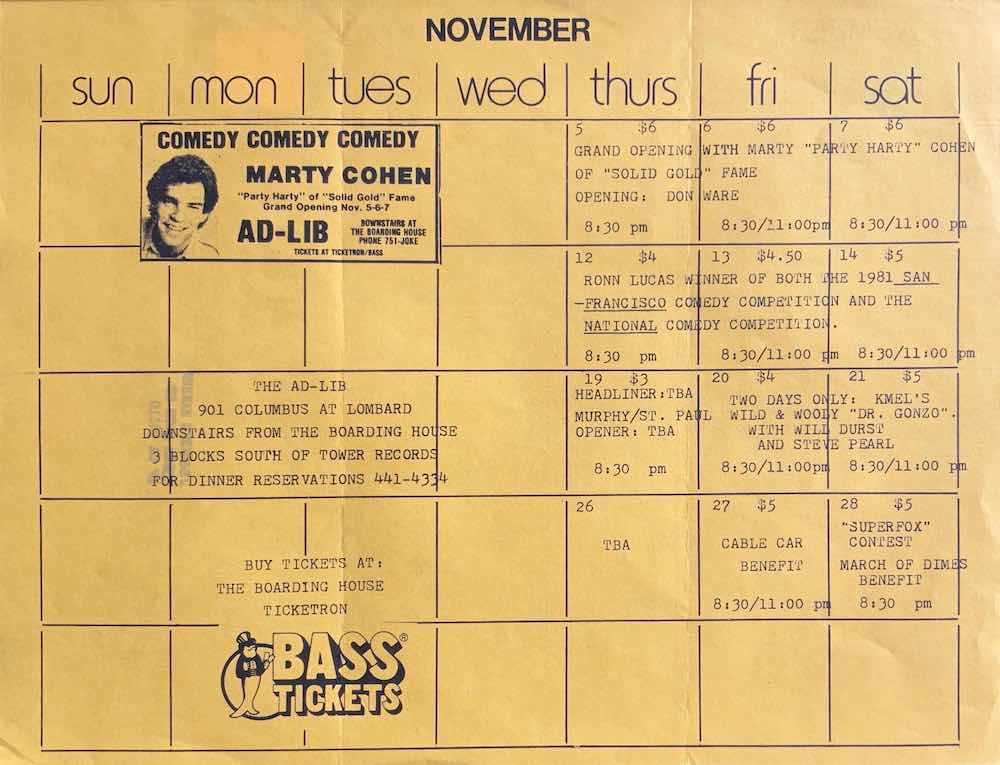 NOVEMBER
sun mon tues wed thurs fri sat
COMEDY COMEDY COMEDY
MARTY COHEN
"Party Harty" of "Solid Gold" Fame
Grand Opening Nov. 5-6-7
AD-LIB
DOWNSTAIRS AT
THE BOARDING HOUSE
PHONE 751-JOKE
TICKETS AT TICKETRON/BASS
5 $6 6 $6 7 $6
GRAND OPENING WITH MARTY "PARTY HARTY" COHEN
OF "SOLID GOLD" FAME
OPENING: DON WARE
8:30 pm 8:30/11:00pm 8:30/11:00 pm
12 $4 13 $4.50 14 $5
RONN LUCAS WINNER OF BOTH THE 1981 SAN
-FRANCISCO COMEDY COMPETITION AND THE
NATIONAL COMEDY COMPETITION.
8:30 pm 8:30/11:00 pm 8:30/11:00 pm
THE AD-LIB
901 COLUMBUS AT LOMBARD
DOWNSTAIRS FROM THE BOARDING HOUSE
3 BLOCKS SOUTH OF TOWER RECORDS
FOR DINNER RESERVATIONS 441-4334
19 $3
HEADLINER:TBA
MURPHY/ST. PAUL
OPENER: TBA
8:30 pm
20 $4 21 $5
TWO DAYS ONLY: KMEL'S
WILD & WOOLY "DR. GONZO".
WITH WILL DURST
AND STEVE PEARL
8:30/11:00pm 8:30/11:00 pm
BUY TICKETS AT:
THE BOARDING HOUSE
TICKETRON
BASS®
TICKETS
26
TBA
27 $5
CABLE CAR
BENEFIT
8:30/11:00 pm
28 $5
"SUPERFOX"
CONTEST
MARCH OF DIMES
BENEFIT
8:30 pm